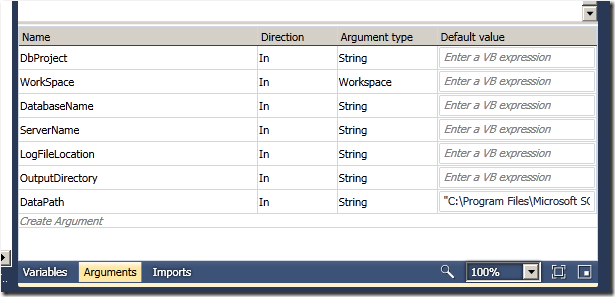 Name Direction Argument type Default value
DbProject In String Enter a VB expression
WorkSpace In Workspace Enter a VB expression
DatabaseName In String Enter a VB expression
ServerName In String Enter a VB expression
LogFileLocation In String Enter a VB expression
OutputDirectory In String Enter a VB expression
DataPath In String "C:\Program Files\Microsoft SQ
Create Argument
Variables Arguments Imports 100%